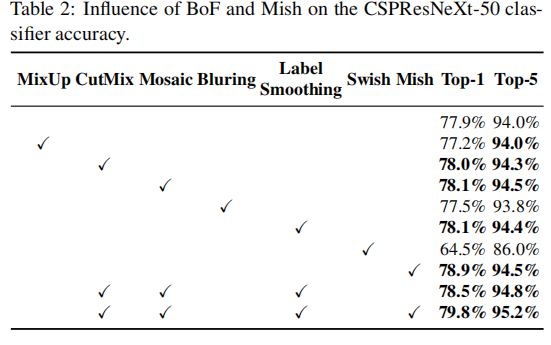 Table 2: Influence of BoF and Mish on the CSPResNeXt-50 clas-
sifier accuracy.
MixUp CutMix Mosaic Bluring Label Smoothing Swish Mish Top-1 Top-5
77.9% 94.0%
✓ 77.2% 94.0%
✓ 78.0% 94.3%
✓ 78.1% 94.5%
✓ 77.5% 93.8%
✓ 78.1% 94.4%
✓ 64.5% 86.0%
✓ 78.9% 94.5%
✓ ✓ ✓ 78.5% 94.8%
✓ ✓ ✓ ✓ 79.8% 95.2%